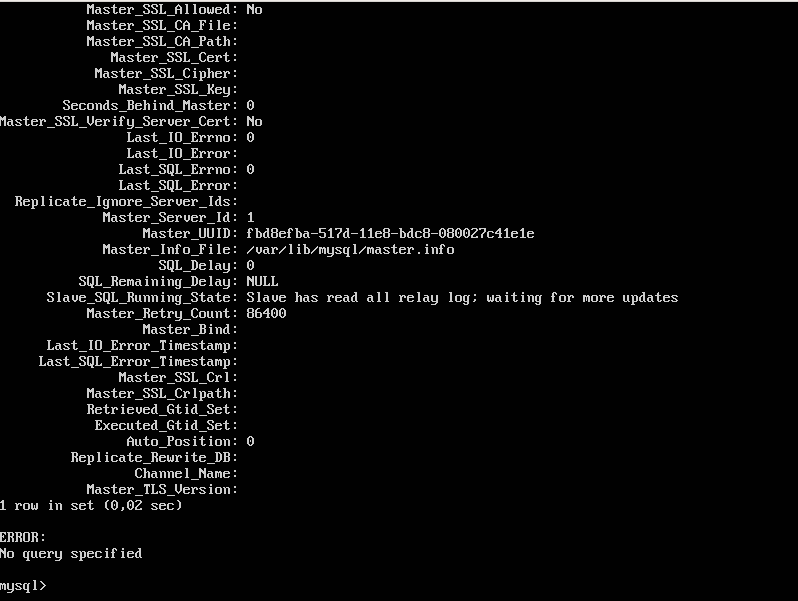 Master_SSL_Allowed: No
Master_SSL_CA_File:
Master_SSL_CA_Path:
Master_SSL_Cert:
Master_SSL_Cipher:
Master_SSL_Key:
Seconds_Behind_Master: 0
Master_SSL_Verify_Server_Cert: No
Last_IO_Errno: 0
Last_IO_Error:
Last_SQL_Errno: 0
Last_SQL_Error:
Replicate_Ignore_Server_Ids:
Master_Server_Id: 1
Master_UUID: fbd8efba-517d-11e8-bdc8-080027c41e1e
Master_Info_File: /var/lib/mysql/master.info
SQL_Delay: 0
SQL_Remaining_Delay: NULL
Slave_SQL_Running_State: Slave has read all relay log; waiting for more updates
Master_Retry_Count: 86400
Master_Bind:
Last_IO_Error_Timestamp:
Last_SQL_Error_Timestamp:
Master_SSL_Crl:
Master_SSL_Crlpath:
Retrieved_Gtid_Set:
Executed_Gtid_Set:
Auto_Position: 0
Replicate_Rewrite_DB:
Channel_Name:
Master_TLS_Version:
1 row in set (0,02 sec)
ERROR:
No query specified
mysql>